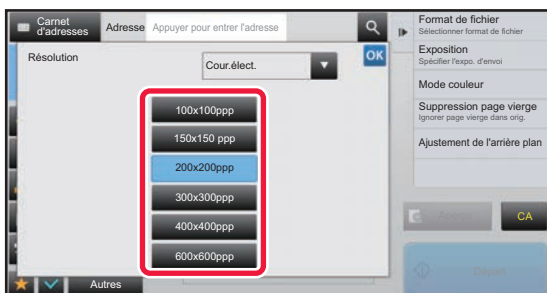 Carnet
d'adresses
Adresse
Appuyer pour entrer l'adresse
Résolution
Cour.élect.
OK
100x100ppp
150x150 ppp
200x200ppp
300x300ppp
400x400ppp
600x600ppp
Autres
Format de fichier
Sélectionner format de fichier
Exposition
Spécifier l'expo. d'envoi
Mode couleur
Suppression page vierge
Ignorer page vierge dans orig.
Ajustement de l'arrière plan
CA
Départ